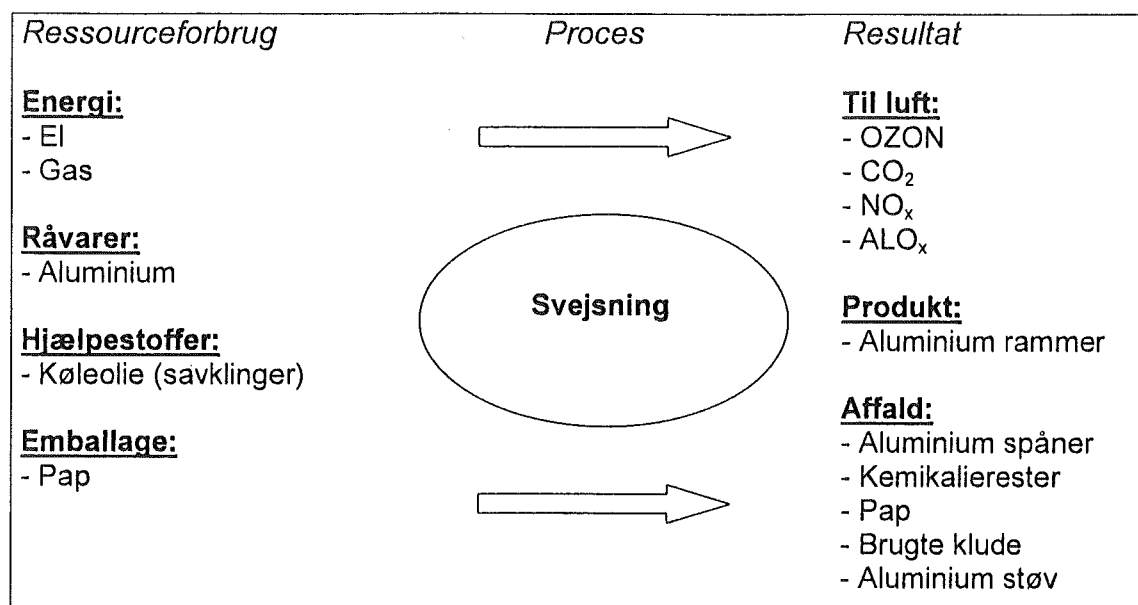 Ressourceforbrug Proces Resultat
Energi:
- El
- Gas
Råvarer:
- Aluminium
Hjælpestoffer:
- Køleolie (savklinger)
Emballage:
- Pap
Svejsning
Til luft:
- OZON
- CO₂
- NOₓ
- ALOₓ
Produkt:
- Aluminium rammer
Affald:
- Aluminium spåner
- Kemikalierester
- Pap
- Brugte klude
- Aluminium støv